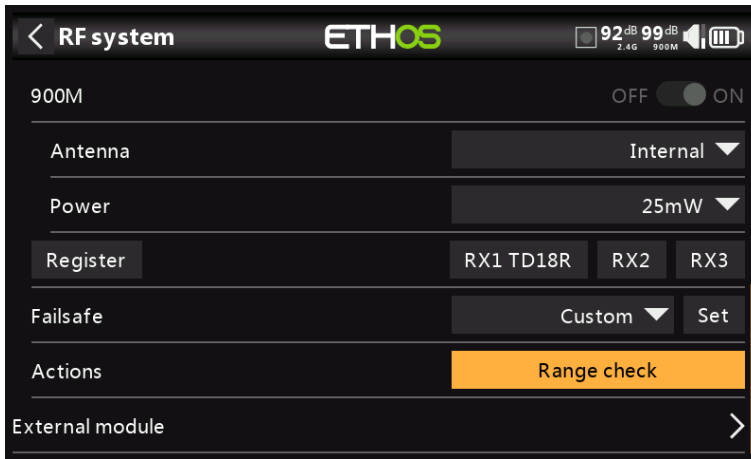 RF system ETHOS 92dB 2.4G 99dB 900M
900M OFF ON
Antenna Internal
Power 25mW
Register RX1 TD18R RX2 RX3
Failsafe Custom Set
Actions Range check
External module